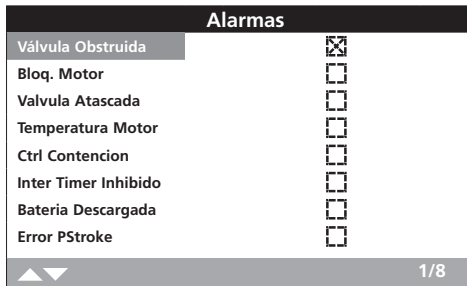 Alarmas
Válvula Obstruida
Bloq. Motor
Valvula Atascada
Temperatura Motor
Ctrl Contencion
Inter Timer Inhibido
Bateria Descargada
Error PStroke
1/8